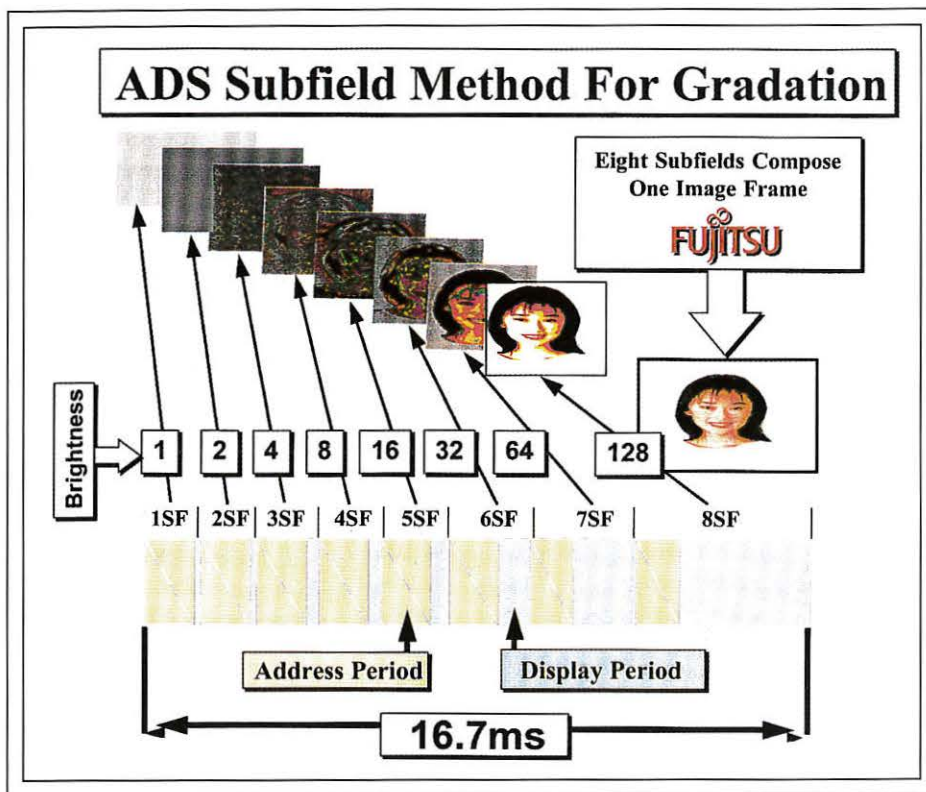 ADS Subfield Method For Gradation
Eight Subfields Compose
One Image Frame
FUJITSU
Brightness
1 2 4 8 16 32 64 128
1SF 2SF 3SF 4SF 5SF 6SF 7SF 8SF
Address Period Display Period
16.7ms